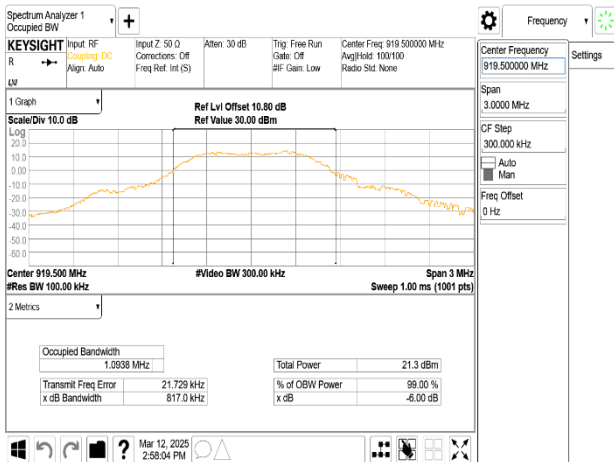 Spectrum Analyzer 1
Occupied BW
Frequency
KEYSIGHT
R
LNI
Input: RF
Coupling: DC
Align: Auto
Input Z: 50 Ω
Corrections: Off
Freq Ref: Int (S)
Atten: 30 dB
Trig: Free Run
Gate: Off
#IF Gain: Low
Center Freq: 919.500000 MHz
Avg|Hold: 100/100
Radio Std: None
Center Frequency
919.500000 MHz
Settings
Span
3.0000 MHz
CF Step
300.000 kHz
Auto
Man
Freq Offset
0 Hz
1 Graph
Scale/Div 10.0 dB
Ref Lvl Offset 10.80 dB
Ref Value 30.00 dBm
Log
20.0
10.0
0.00
-10.0
-20.0
-30.0
-40.0
-50.0
-60.0
Center 919.500 MHz
#Res BW 100.00 kHz
#Video BW 300.00 kHz
Span 3 MHz
Sweep 1.00 ms (1001 pts)
2 Metrics
Occupied Bandwidth
1.0938 MHz
Total Power 21.3 dBm
Transmit Freq Error 21.729 kHz
% of OBW Power 99.00 %
x dB Bandwidth 817.0 kHz
x dB -6.00 dB
?
Mar 12, 2025
2:58:04 PM